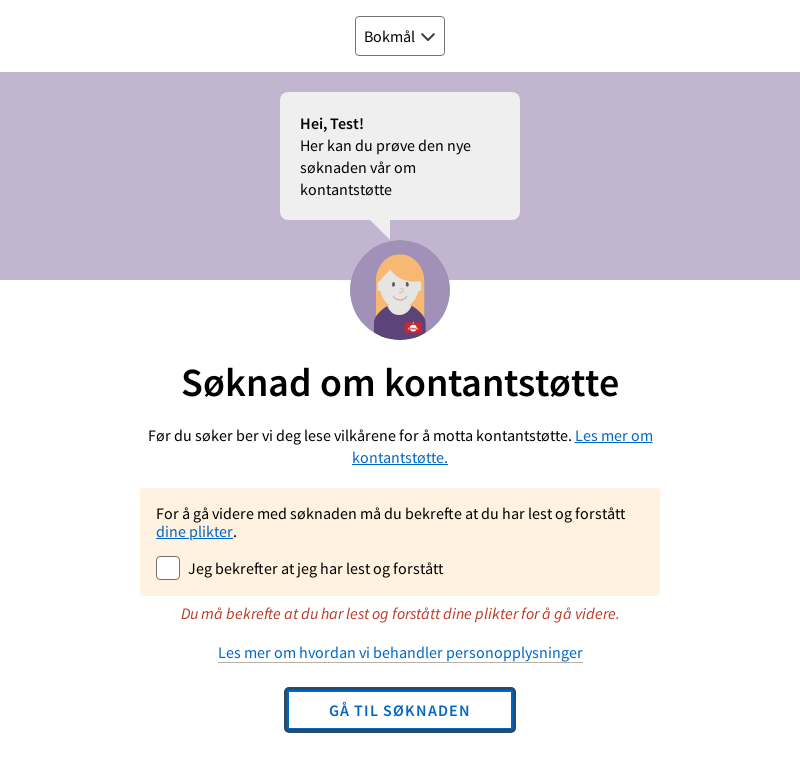 Bokmål
Hei, Test!
Her kan du prøve den nye
søknaden vår om
kontantstøtte
Søknad om kontantstøtte
Før du søker ber vi deg lese vilkårene for å motta kontantstøtte. Les mer om
kontantstøtte.
For å gå videre med søknaden må du bekrefte at du har lest og forstått
dine plikter.
Jeg bekrefter at jeg har lest og forstått
Du må bekrefte at du har lest og forstått dine plikter for å gå videre.
Les mer om hvordan vi behandler personopplysninger
GÅ TIL SØKNADEN